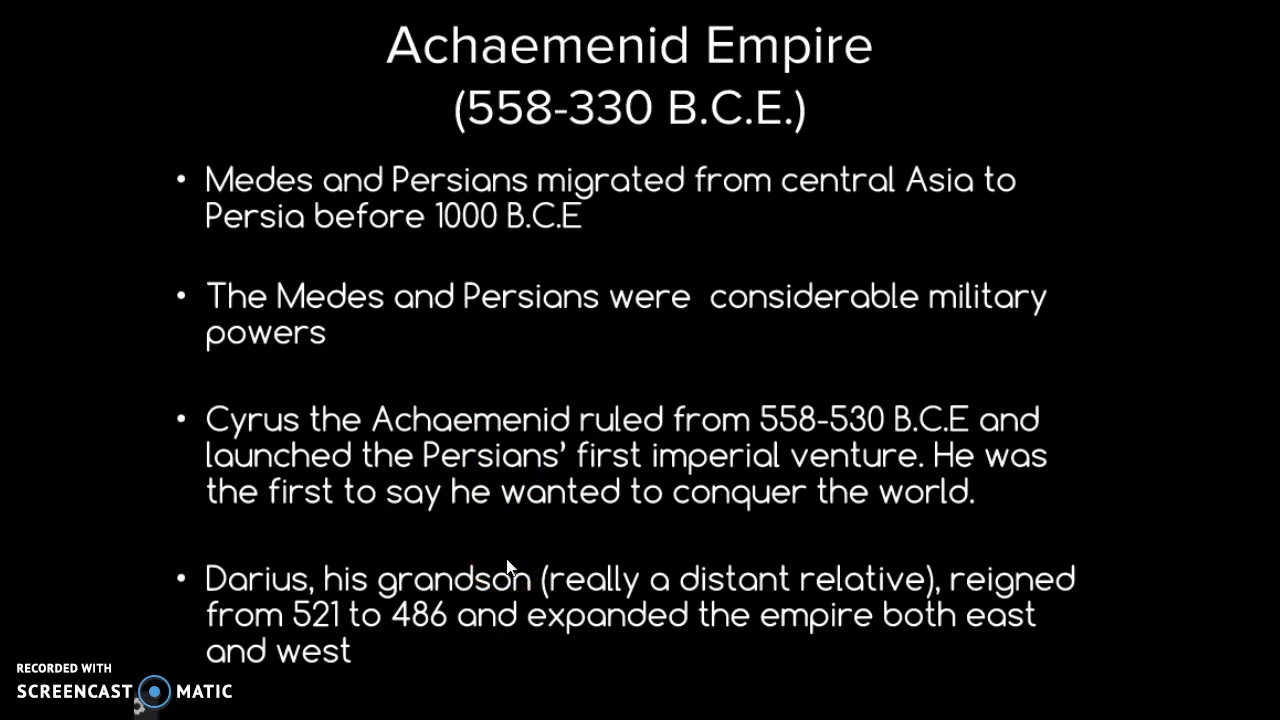 Achaemenid Empire
(558-330 B.C.E.)
• Medes and Persians migrated from central Asia to
Persia before 1000 B.C.E
• The Medes and Persians were  considerable military
powers
• Cyrus the Achaemenid ruled from 558-530 B.C.E and
launched the Persians’ first imperial venture. He was
the first to say he wanted to conquer the world.
• Darius, his grandson (really a distant relative), reigned
from 521 to 486 and expanded the empire both east
and west
RECORDED WITH
SCREENCAST MATIC